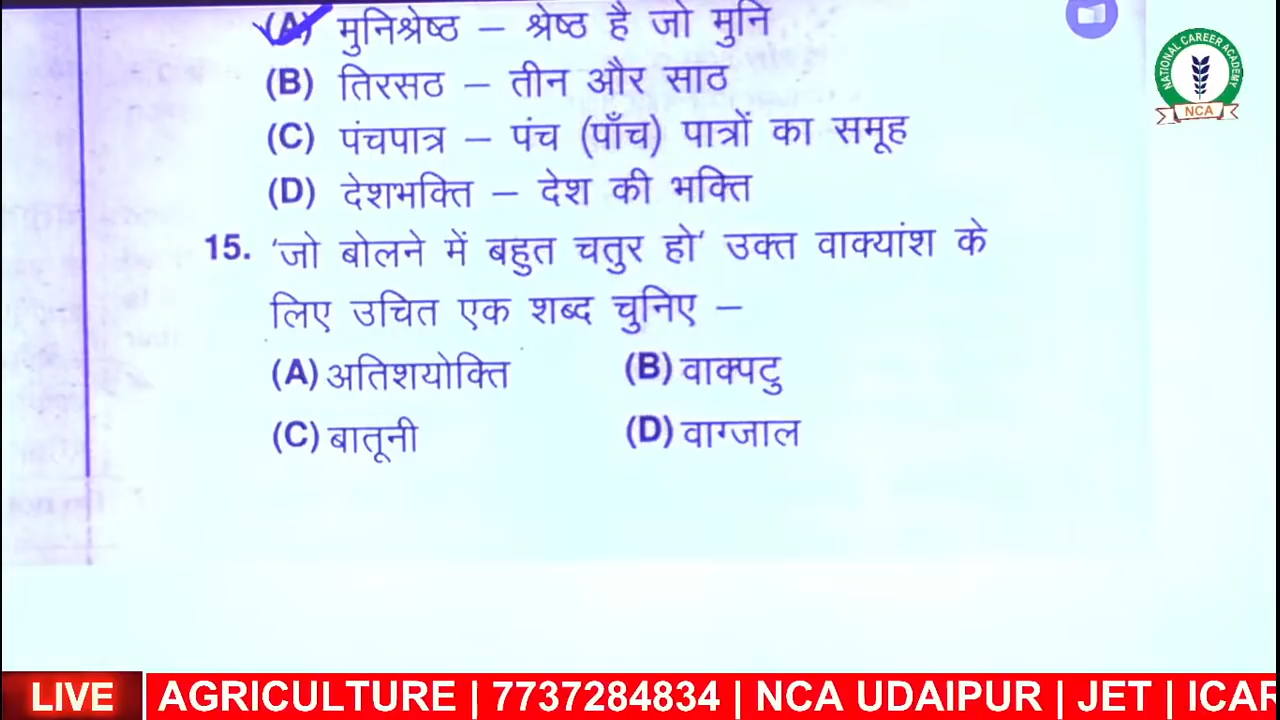 (A) मुनिश्रेष्ठ – श्रेष्ठ है जो मुनि
(B) तिरसठ – तीन और साठ
(C) पंचपात्र – पंच (पाँच) पात्रों का समूह
(D) देशभक्ति – देश की भक्ति
15. 'जो बोलने में बहुत चतुर हो' उक्त वाक्यांश के
लिए उचित एक शब्द चुनिए –
(A) अतिशयोक्ति (B) वाक्पटु
(C) बातूनी (D) वाग्जाल
NATIONAL CAREER ACADEMY
NCA
LIVE AGRICULTURE | 7737284834 | NCA UDAIPUR | JET | ICAR